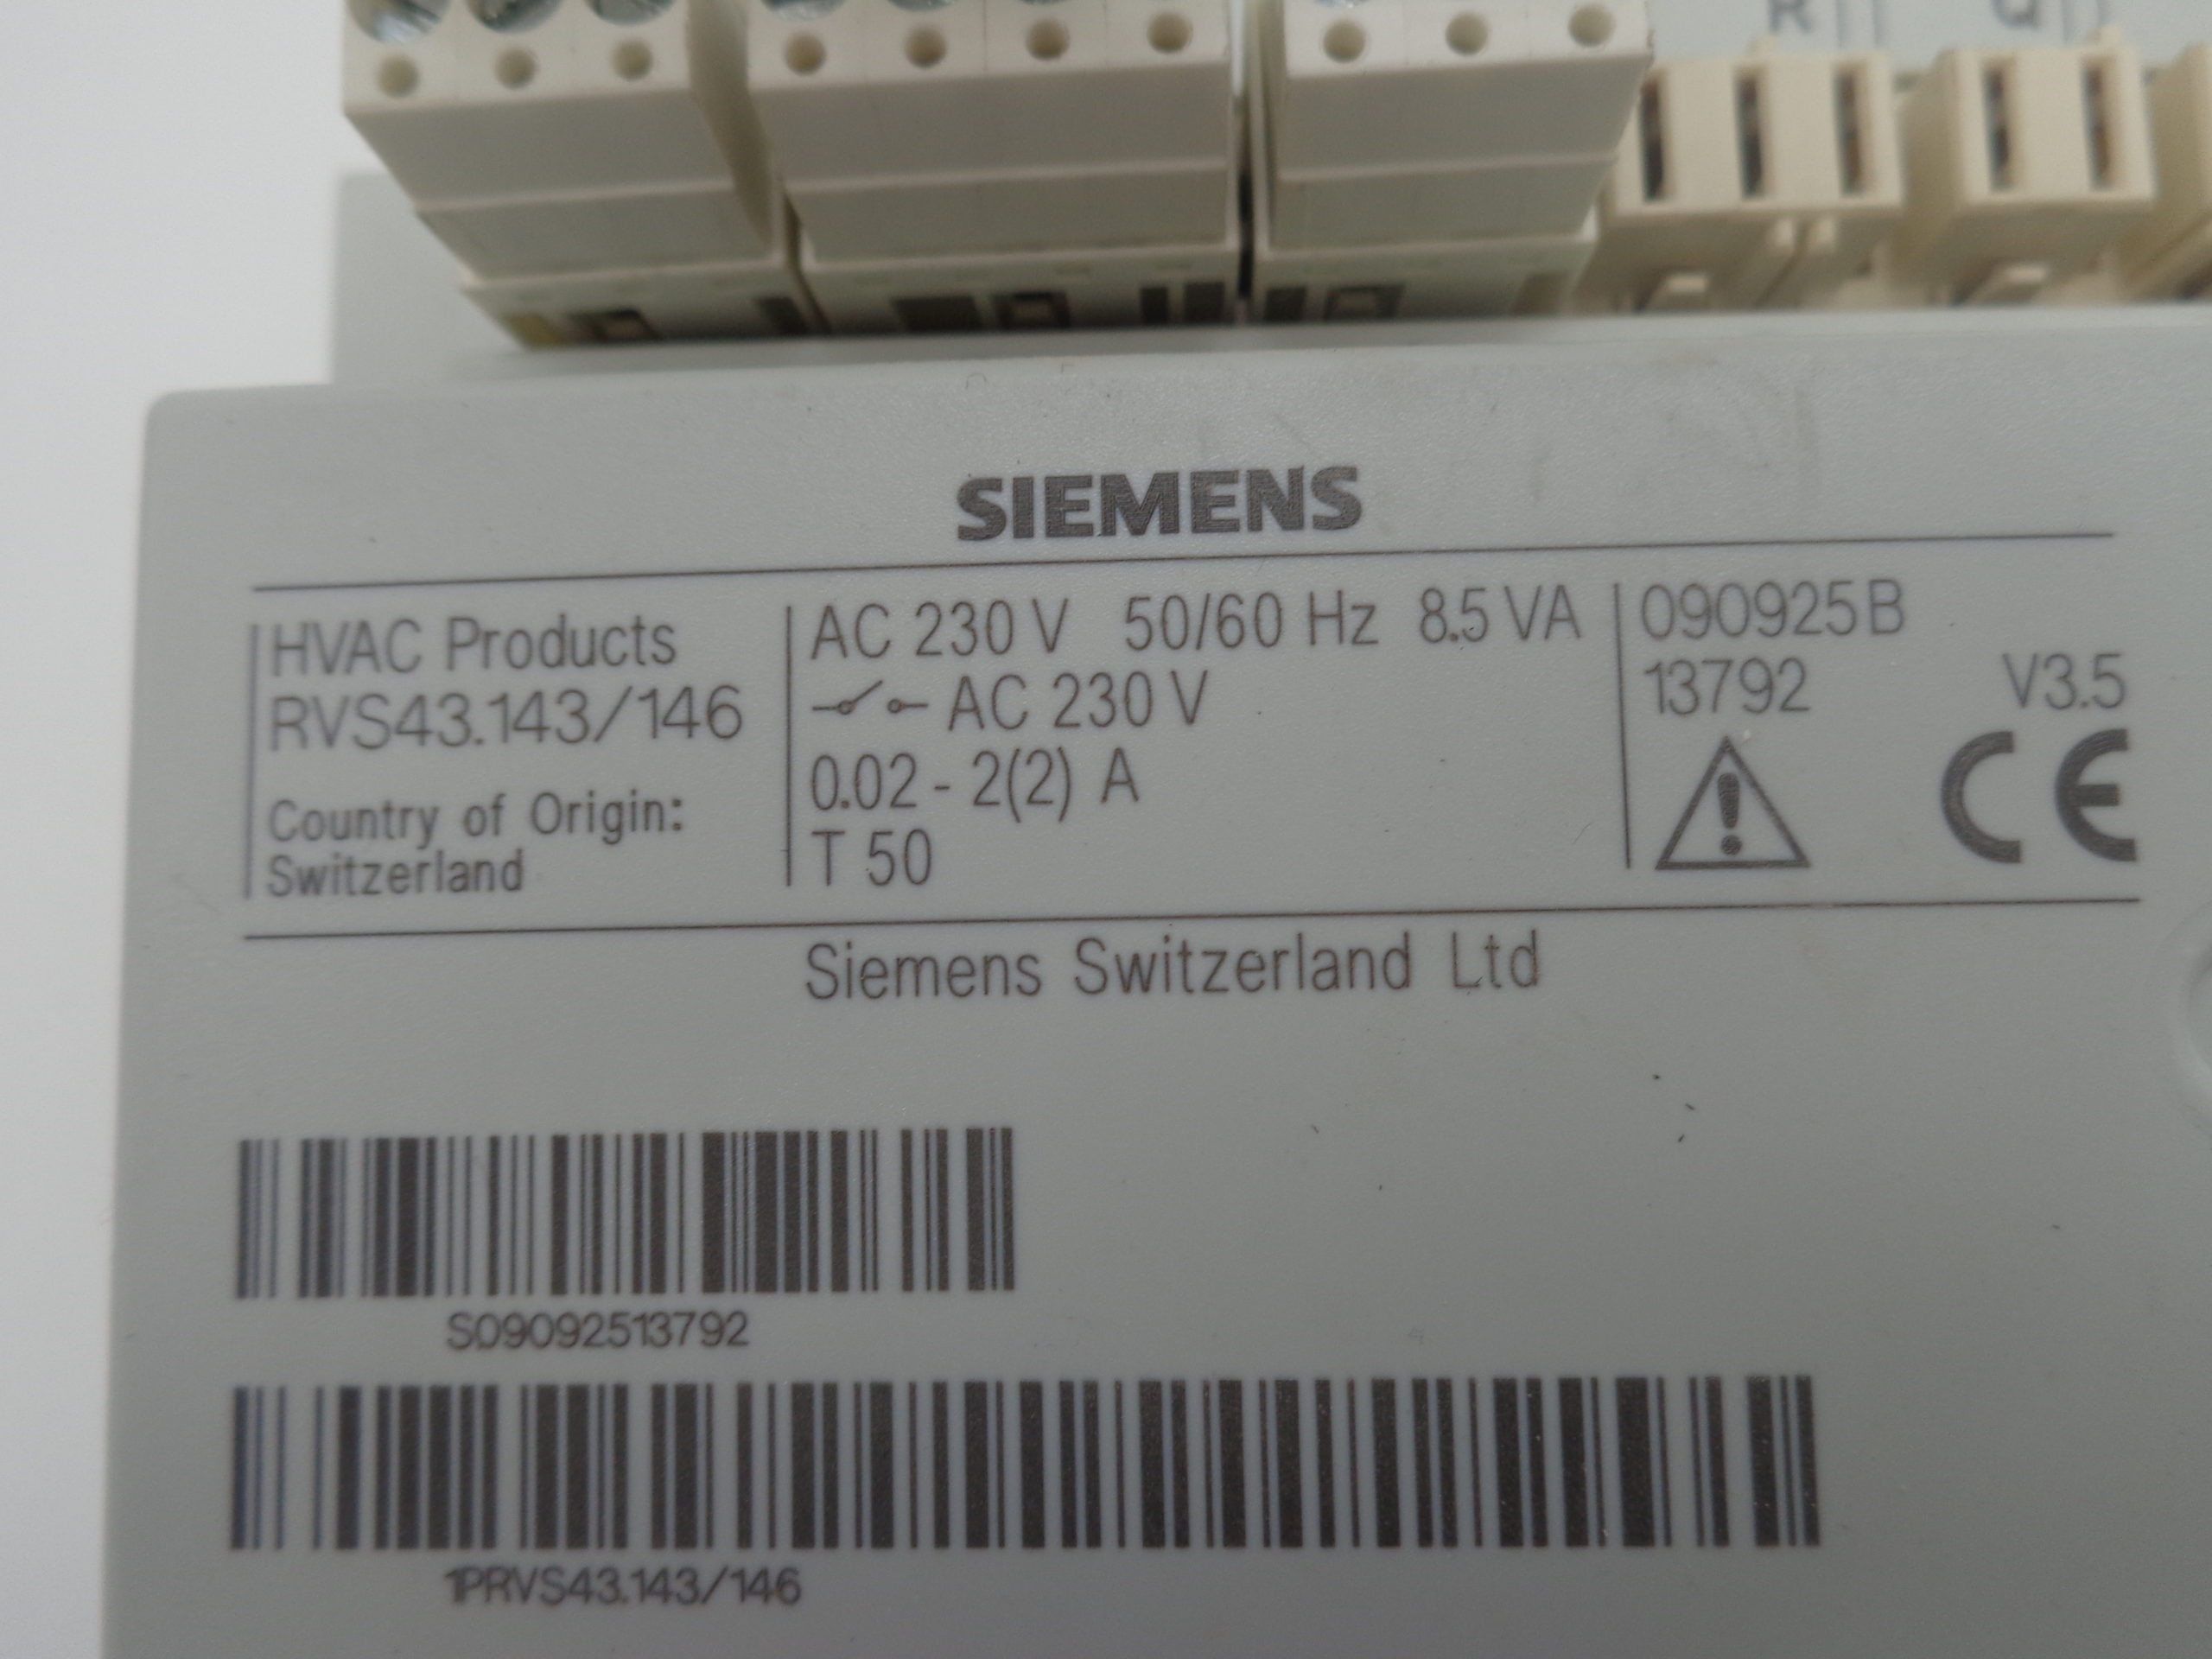 R Q
SIEMENS
HVAC Products
RVS43.143/146
Country of Origin:
Switzerland
AC 230 V 50/60 Hz 8.5 VA
AC 230 V
0.02 - 2(2) A
T 50
090925B
13792 V3.5
CE
Siemens Switzerland Ltd
S09092513792
1PRVS43.143/146